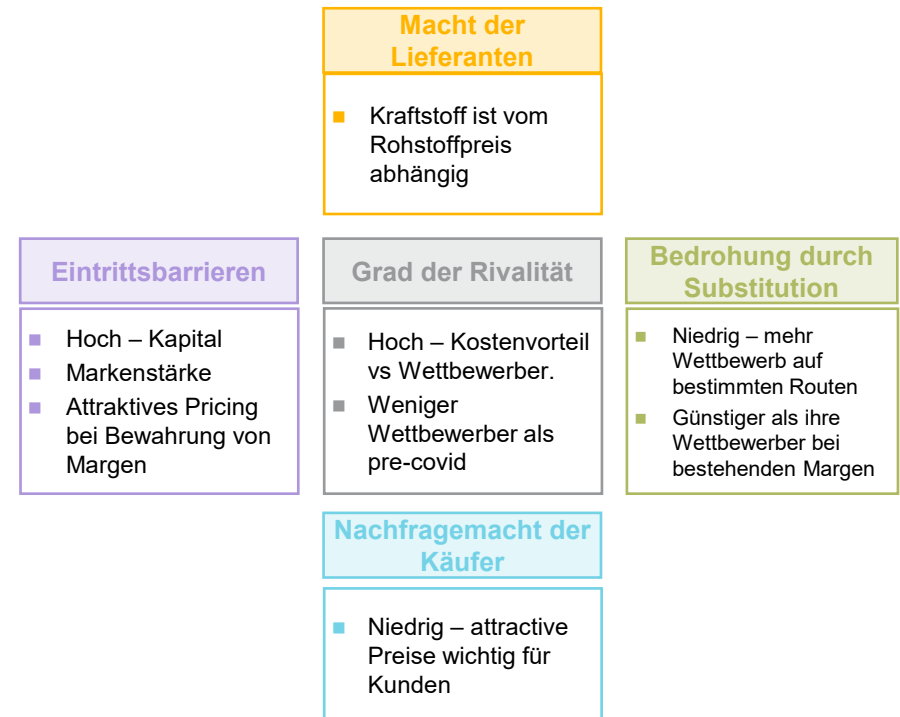 Macht der
Lieferanten
Kraftstoff ist vom
Rohstoffpreis
abhängig
Eintrittsbarrieren
Hoch – Kapital
Markenstärke
Attraktives Pricing
bei Bewahrung von
Margen
Grad der Rivalität
Hoch – Kostenvorteil
vs Wettbewerber.
Weniger
Wettbewerber als
pre-covid
Bedrohung durch
Substitution
Niedrig – mehr
Wettbewerb auf
bestimmten Routen
Günstiger als ihre
Wettbewerber bei
bestehenden Margen
Nachfragemacht der
Käufer
Niedrig – attractive
Preise wichtig für
Kunden